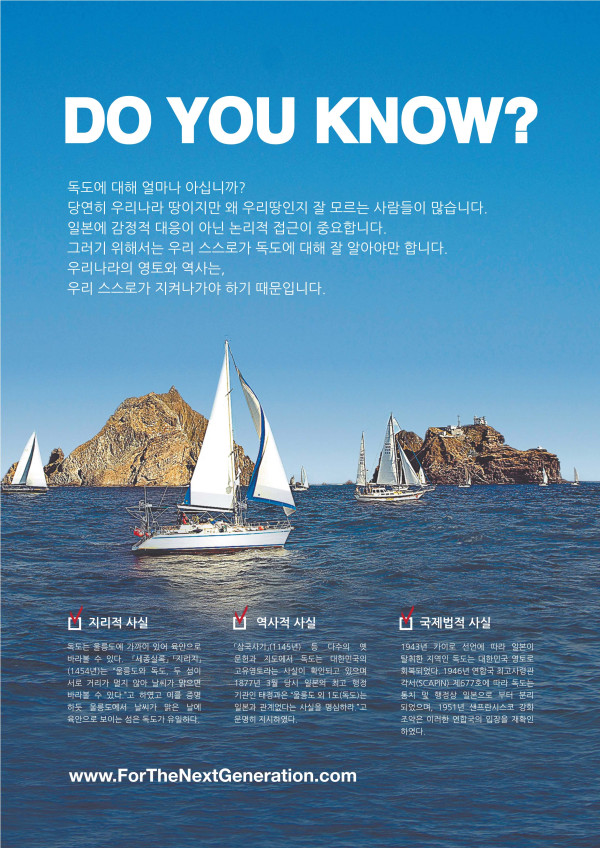 DO YOU KNOW?
독도에 대해 얼마나 아십니까?
당연히 우리나라 땅이지만 왜 우리땅인지 잘 모르는 사람들이 많습니다.
일본에 감정적 대응이 아닌 논리적 접근이 중요합니다.
그러기 위해서는 우리 스스로가 독도에 대해 잘 알아야만 합니다.
우리나라의 영토와 역사는,
우리 스스로가 지켜나가야 하기 때문입니다.
지리적 사실
독도는 울릉도에 가까이 있어 육안으로
바라볼 수 있다. 「세종실록」「지리지」
(1454년)는 "울릉도와 독도, 두 섬이
서로 거리가 멀지 않아 날씨가 맑으면
바라볼 수 있다."고 하였고 이를 증명
하듯 울릉도에서 날씨가 맑은 날에
육안으로 보이는 섬은 독도가 유일하다.
역사적 사실
「삼국사기」(1145년) 등 다수의 옛
문헌과 지도에서 독도는 대한민국의
고유영토라는 사실이 확인되고 있으며
1877년 3월 당시 일본의 최고 행정
기관인 태정관은 "울릉도 외 1도(독도)는
일본과 관계없다는 사실을 명심하라."고
분명히 지시하였다.
국제법적 사실
1943년 카이로 선언에 따라 일본이
탈취한 지역인 독도는 대한민국 영토로
회복되었다. 1946년 연합국 최고사령관
각서(SCAPIN) 제677호에 따라 독도는
통치 및 행정상 일본으로 부터 분리
되었으며, 1951년 샌프란시스코 강화
조약은 이러한 연합국의 입장을 재확인
하였다.
www.ForTheNextGeneration.com